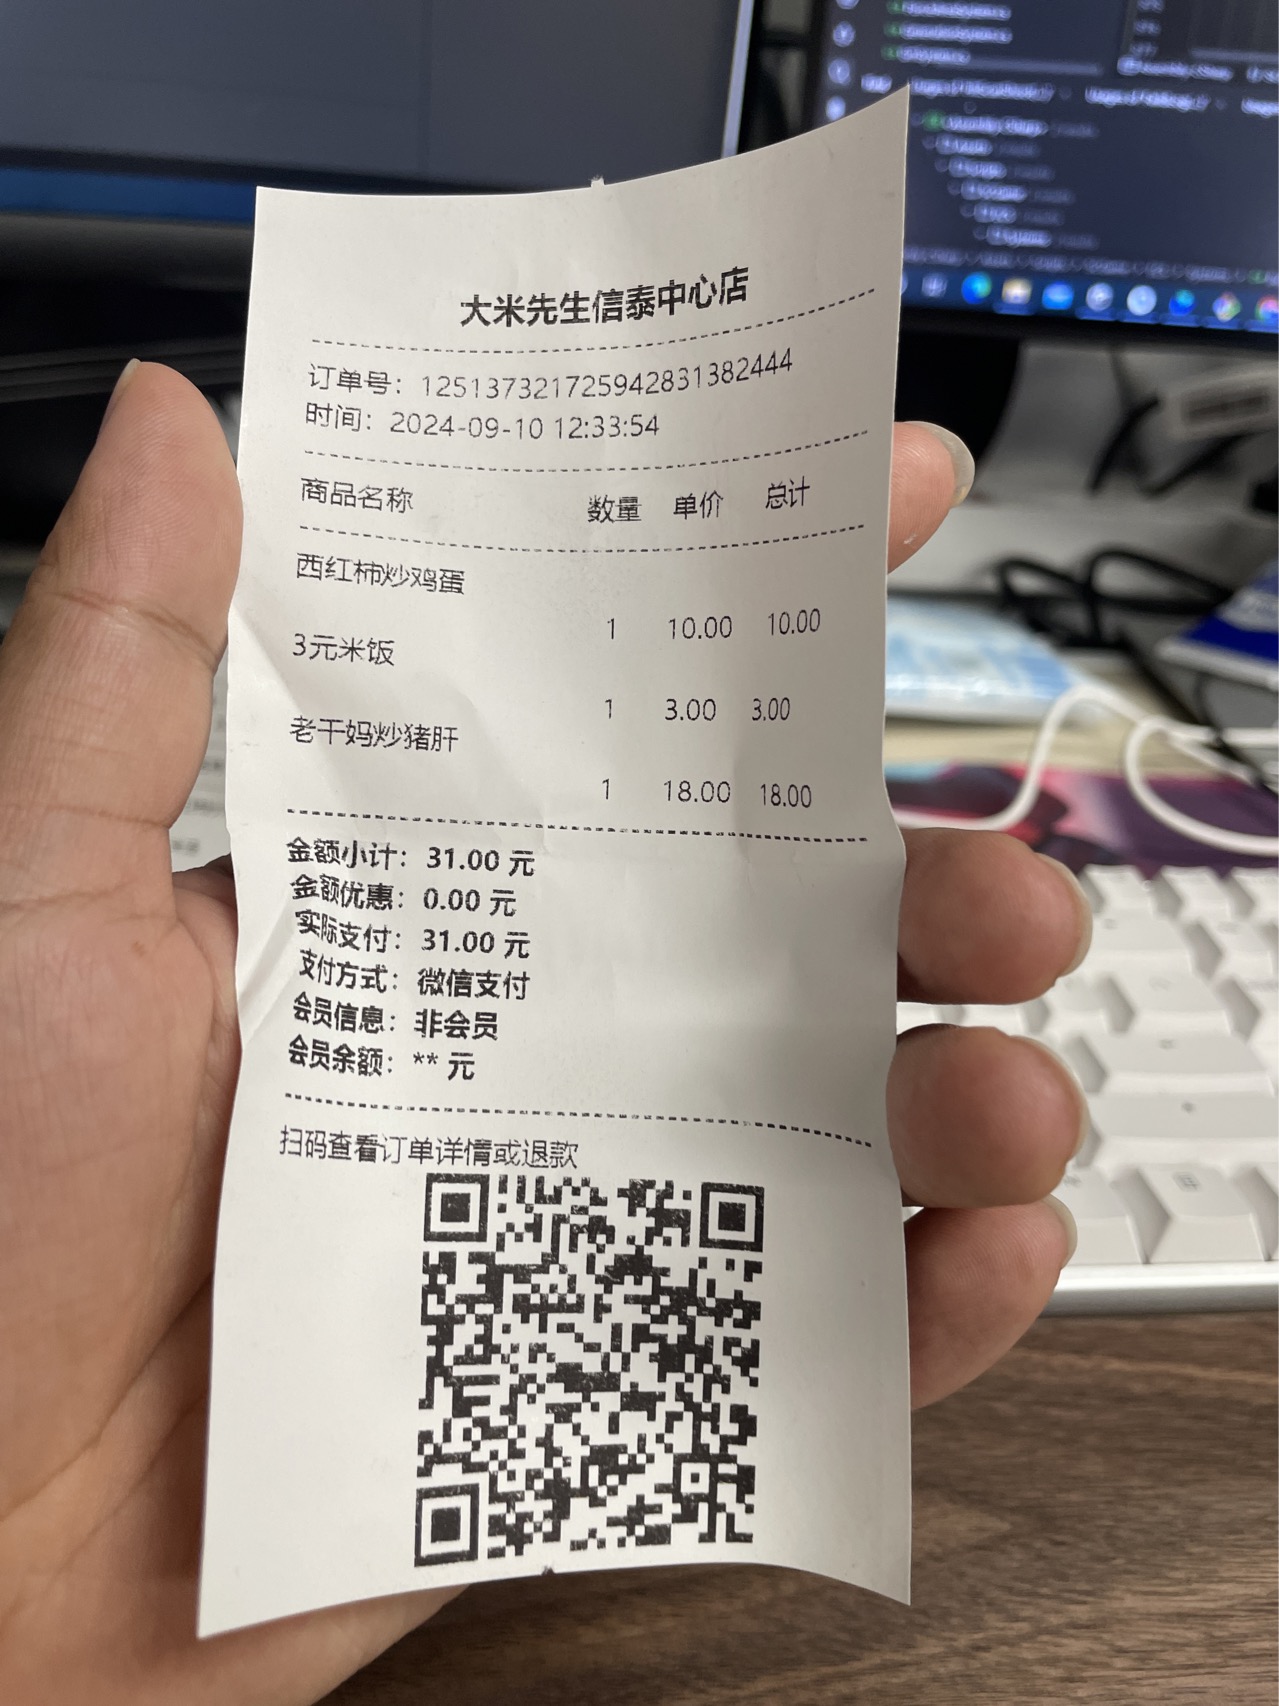 大米先生信泰中心店
订单号：1251373217259428313​82444
时间：2024-09-10 12:33:54
商品名称 数量 单价 总计
西红柿炒鸡蛋
1 10.00 10.00
3元米饭
1 3.00 3.00
老干妈炒猪肝
1 18.00 18.00
金额小计：31.00 元
金额优惠：0.00 元
实际支付：31.00 元
支付方式：微信支付
会员信息：非会员
会员余额：** 元
扫码查看订单详情或退款